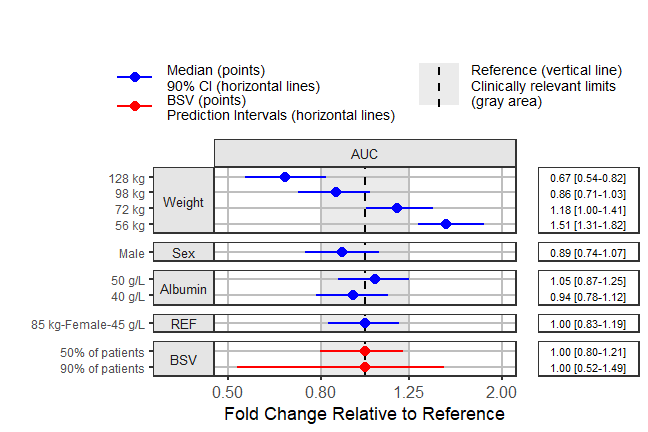 Median (points)
90% CI (horizontal lines)
BSV (points)
Prediction Intervals (horizontal lines)
Reference (vertical line)
Clinically relevant limits
(gray area)
AUC
128 kg
98 kg
72 kg
56 kg
Weight
0.67 [0.54-0.82]
0.86 [0.71-1.03]
1.18 [1.00-1.41]
1.51 [1.31-1.82]
Male
Sex
0.89 [0.74-1.07]
50 g/L
40 g/L
Albumin
1.05 [0.87-1.25]
0.94 [0.78-1.12]
85 kg-Female-45 g/L
REF
1.00 [0.83-1.19]
50% of patients
90% of patients
BSV
1.00 [0.80-1.21]
1.00 [0.52-1.49]
0.50 0.80 1.25 2.00
Fold Change Relative to Reference